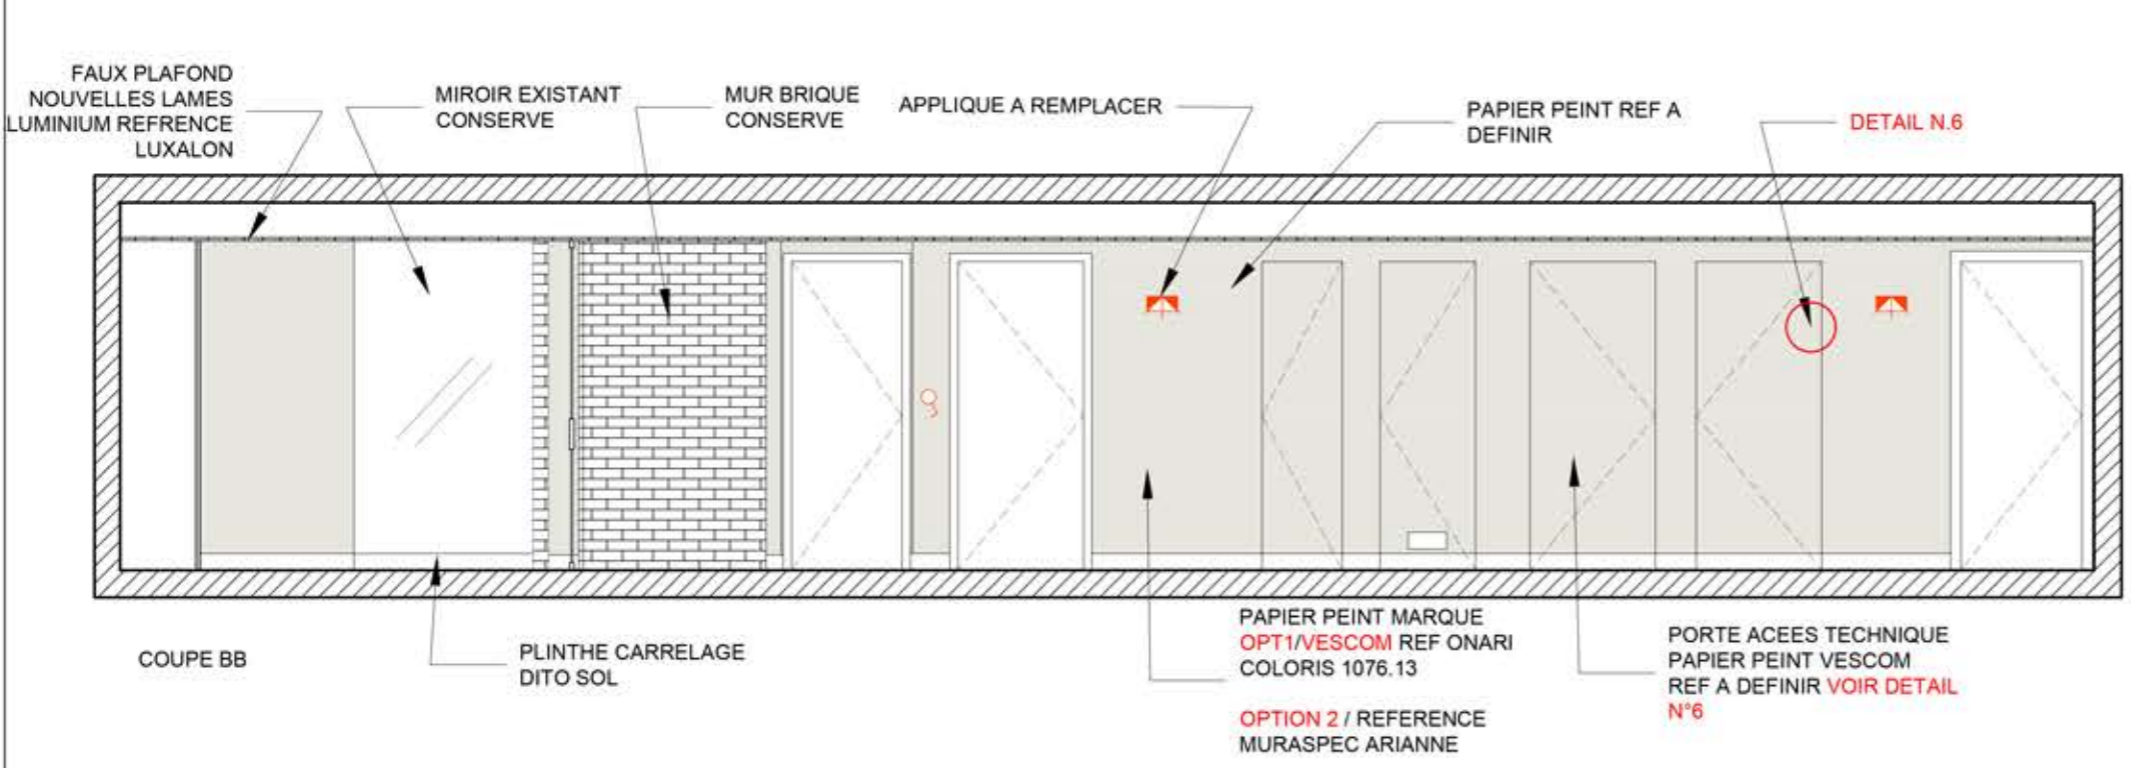 FAUX PLAFOND
NOUVELLES LAMES
LUMINIUM REFRENCE
LUXALON
MIROIR EXISTANT
CONSERVE
MUR BRIQUE
CONSERVE
APPLIQUE A REMPLACER
PAPIER PEINT REF A
DEFINIR
DETAIL N.6
COUPE BB
PLINTHE CARRELAGE
DITO SOL
PAPIER PEINT MARQUE
OPT1/VESCOM REF ONARI
COLORIS 1076.13
OPTION 2 / REFERENCE
MURASPEC ARIANNE
PORTE ACEES TECHNIQUE
PAPIER PEINT VESCOM
REF A DEFINIR VOIR DETAIL
N°6